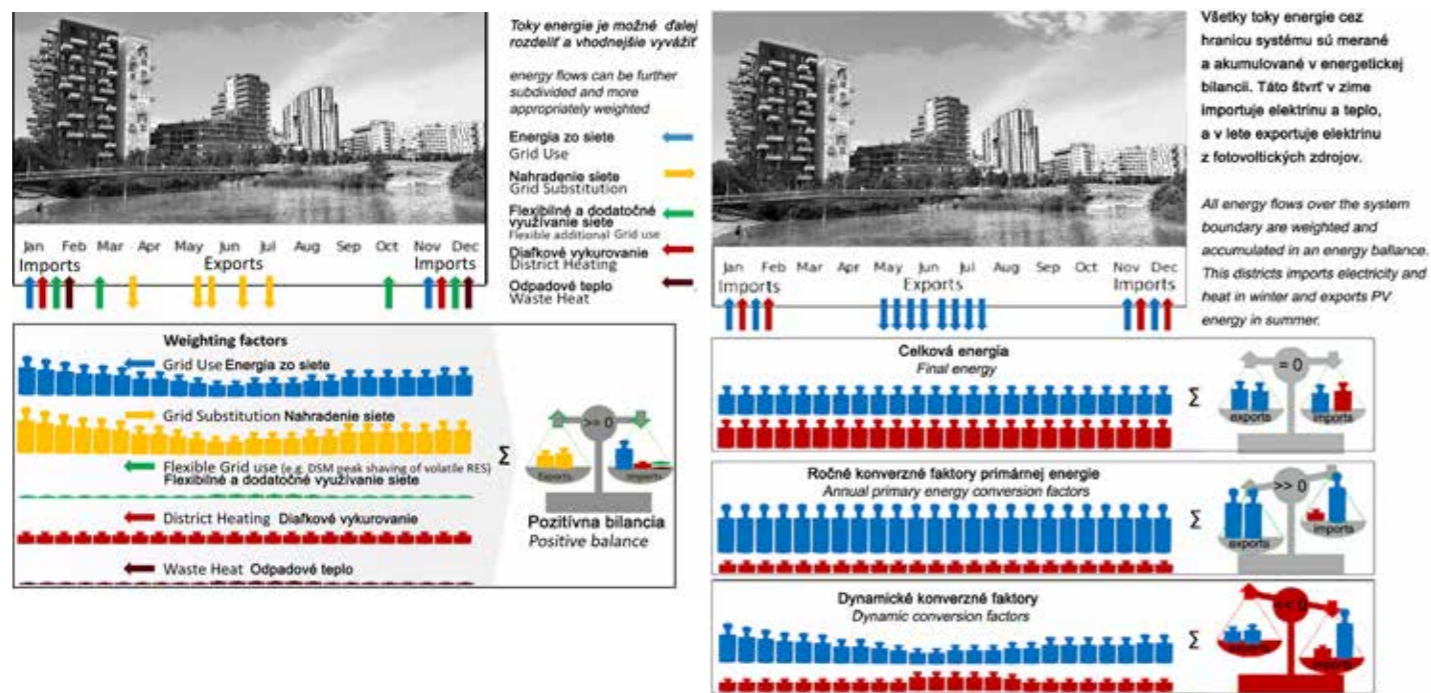 Toky energie je možné ďalej
rozdeliť a vhodnejšie vyvážiť
energy flows can be further
subdivided and more
appropriately weighted
Energia zo siete
Grid Use
Nahradenie siete
Grid Substitution
Flexibilné a dodatočné
využívanie siete
Flexible additional Grid use
Diaľkové vykurovanie
District Heating
Odpadové teplo
Waste Heat
Jan Feb Mar Apr May Jun Jul Aug Sep Oct Nov Dec
Imports Exports Imports
Weighting factors
Grid Use Energia zo siete
Grid Substitution Nahradenie siete
Flexible Grid use (e.g. DSM peak shaving of volatile RES)
Flexibilné a dodatočné využívanie siete
District Heating Diaľkové vykurovanie
Waste Heat Odpadové teplo
Σ
>= 0
Exports imports
Pozitívna bilancia
Positive balance
Všetky toky energie cez
hranicu systému sú merané
a akumulované v energetickej
bilancii. Táto štvrť v zime
importuje elektrinu a teplo,
a v lete exportuje elektrinu
z fotovoltických zdrojov.
All energy flows over the system
boundary are weighted and
accumulated in an energy ballance.
This districts imports electricity and
heat in winter and exports PV
energy in summer.
Jan Feb Mar Apr May Jun Jul Aug Sep Oct Nov Dec
Imports Exports Imports
Celková energia
Final energy
Σ
= 0
exports imports
Ročné konverzné faktory primárnej energie
Annual primary energy conversion factors
Σ
>> 0
exports imports
Dynamické konverzné faktory
Dynamic conversion factors
Σ
<< 0
exports imports